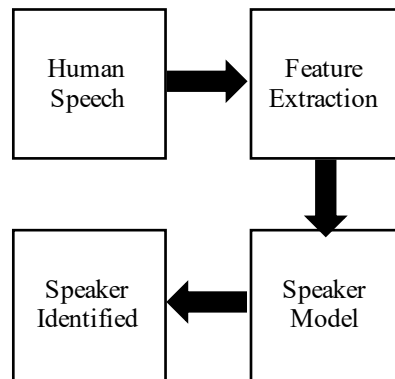 Human
Speech
Feature
Extraction
Speaker
Identified
Speaker
Model